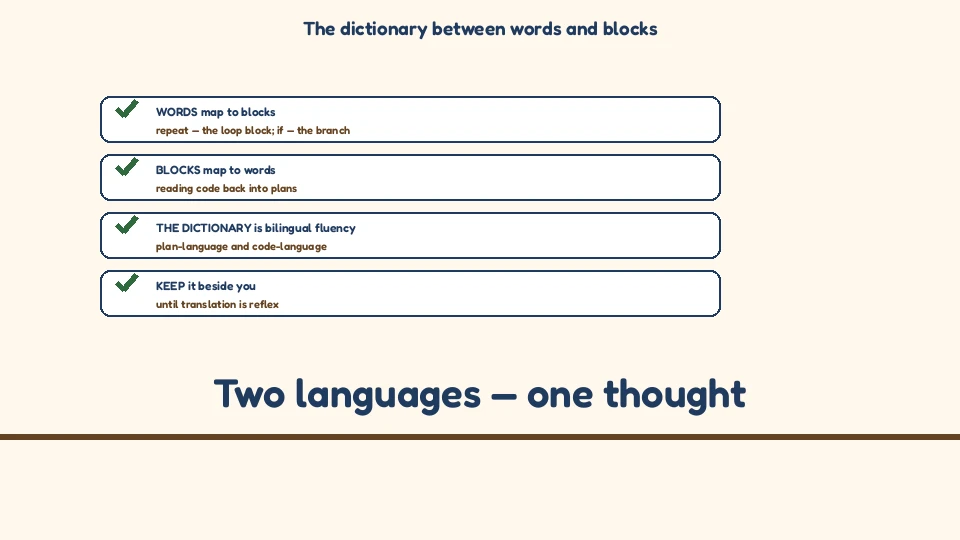 The dictionary between words and blocks
WORDS map to blocks
repeat — the loop block; if — the branch
BLOCKS map to words
reading code back into plans
THE DICTIONARY is bilingual fluency
plan-language and code-language
KEEP it beside you
until translation is reflex
Two languages — one thought